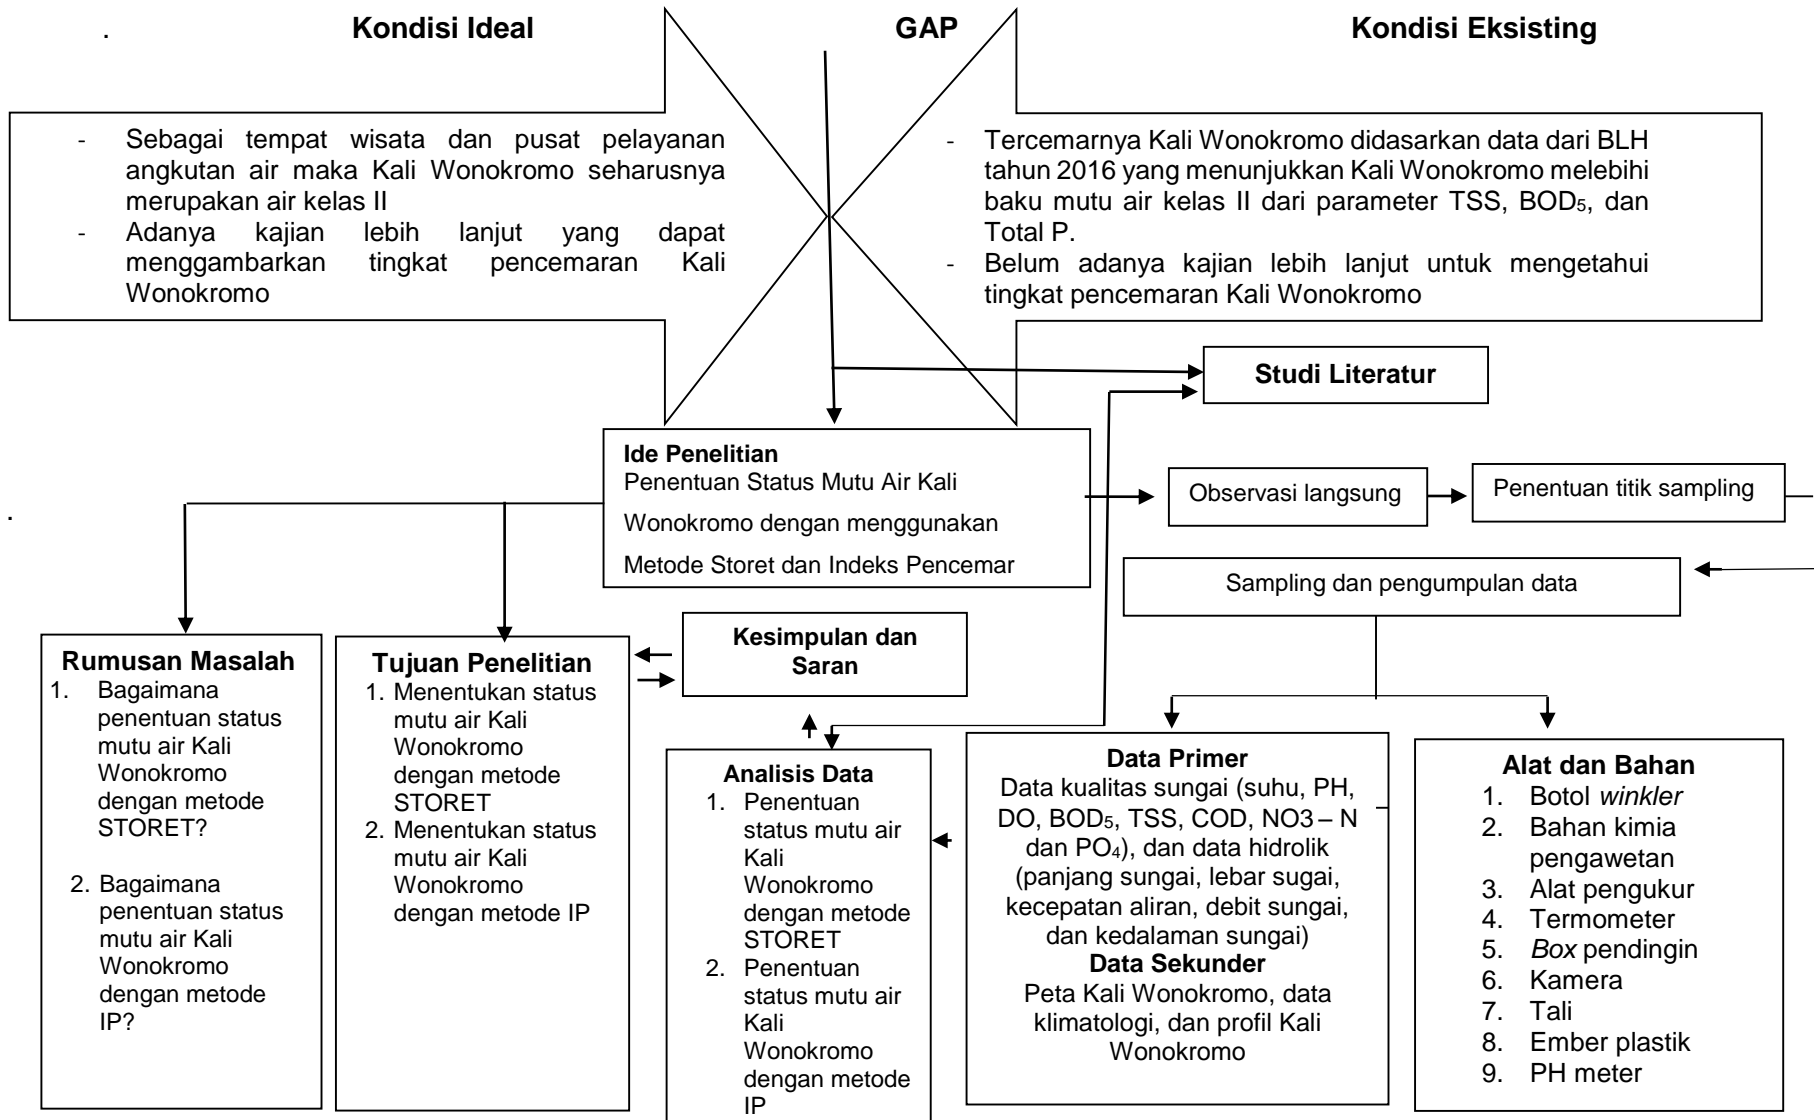 Kondisi Ideal
GAP
Kondisi Eksisting
.
- Sebagai tempat wisata dan pusat pelayanan
angkutan air maka Kali Wonokromo seharusnya
merupakan air kelas II
- Adanya kajian lebih lanjut yang dapat
menggambarkan tingkat pencemaran Kali
Wonokromo
- Tercemarnya Kali Wonokromo didasarkan data dari BLH
tahun 2016 yang menunjukkan Kali Wonokromo melebihi
baku mutu air kelas II dari parameter TSS, BOD₅, dan
Total P.
- Belum adanya kajian lebih lanjut untuk mengetahui
tingkat pencemaran Kali Wonokromo
Studi Literatur
Ide Penelitian
Penentuan Status Mutu Air Kali
Wonokromo dengan menggunakan
Metode Storet dan Indeks Pencemar
Observasi langsung
Penentuan titik sampling
.
Sampling dan pengumpulan data
Rumusan Masalah
1. Bagaimana
penentuan status
mutu air Kali
Wonokromo
dengan metode
STORET?
2. Bagaimana
penentuan status
mutu air Kali
Wonokromo
dengan metode
IP?
Tujuan Penelitian
1. Menentukan status
mutu air Kali
Wonokromo
dengan metode
STORET
2. Menentukan status
mutu air Kali
Wonokromo
dengan metode IP
Kesimpulan dan
Saran
Analisis Data
1. Penentuan
status mutu air
Kali
Wonokromo
dengan metode
STORET
2. Penentuan
status mutu air
Kali
Wonokromo
dengan metode
IP
Data Primer
Data kualitas sungai (suhu, PH,
DO, BOD₅, TSS, COD, NO3 – N
dan PO₄), dan data hidrolik
(panjang sungai, lebar sugai,
kecepatan aliran, debit sungai,
dan kedalaman sungai)
Data Sekunder
Peta Kali Wonokromo, data
klimatologi, dan profil Kali
Wonokromo
Alat dan Bahan
1. Botol winkler
2. Bahan kimia
pengawetan
3. Alat pengukur
4. Termometer
5. Box pendingin
6. Kamera
7. Tali
8. Ember plastik
9. PH meter